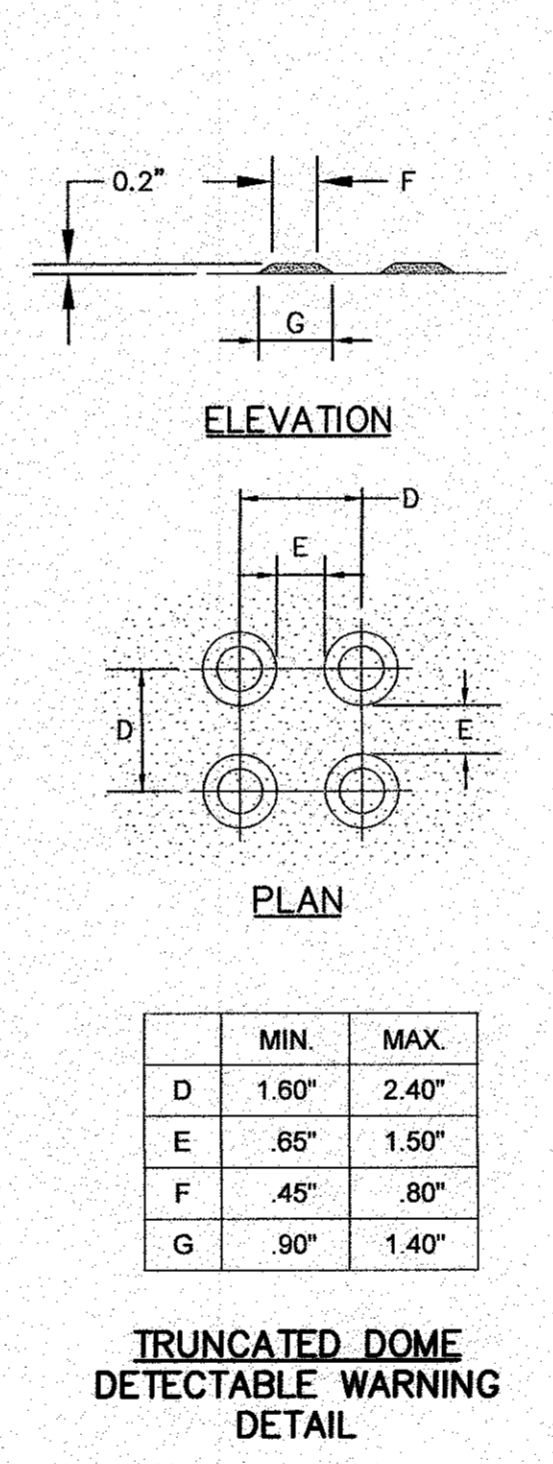 0.2" F
G
ELEVATION
D
E
D E
PLAN
MIN. MAX.
D 1.60" 2.40"
E .65" 1.50"
F .45" .80"
G .90" 1.40"
TRUNCATED DOME
DETECTABLE WARNING
DETAIL